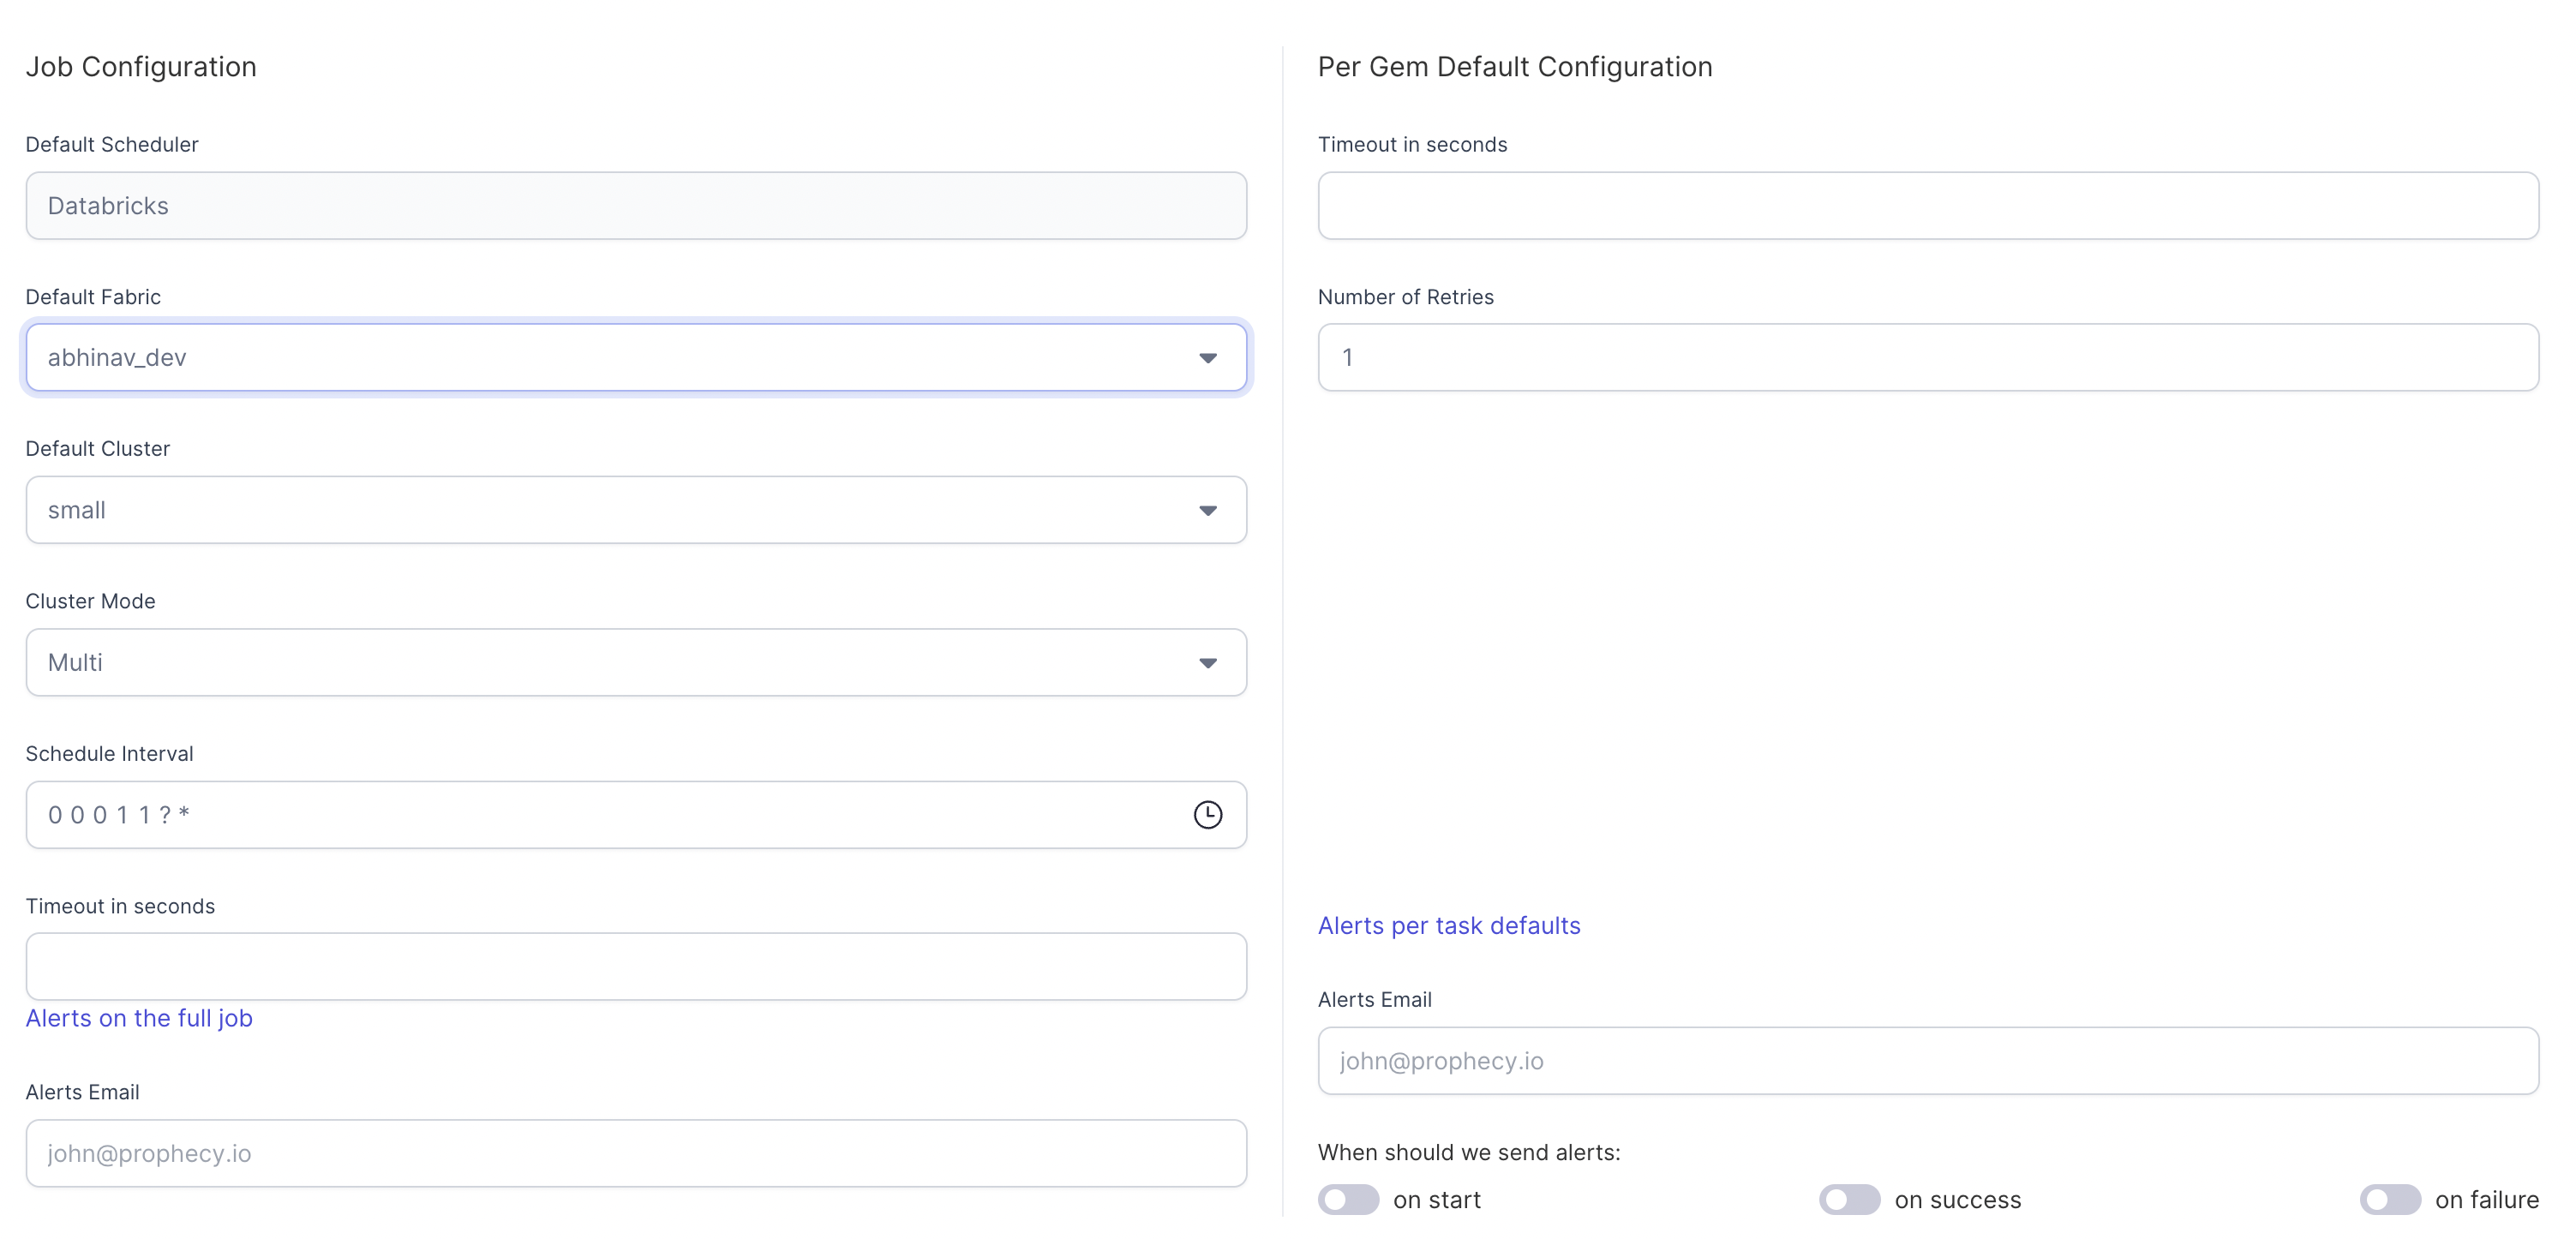 Job Configuration
Default Scheduler
Databricks
Default Fabric
abhinav_dev
Default Cluster
small
Cluster Mode
Multi
Schedule Interval
0 0 0 1 1 ? *
Timeout in seconds
Alerts on the full job
Alerts Email
john@prophecy.io
Per Gem Default Configuration
Timeout in seconds
Number of Retries
1
Alerts per task defaults
Alerts Email
john@prophecy.io
When should we send alerts:
on start on success on failure